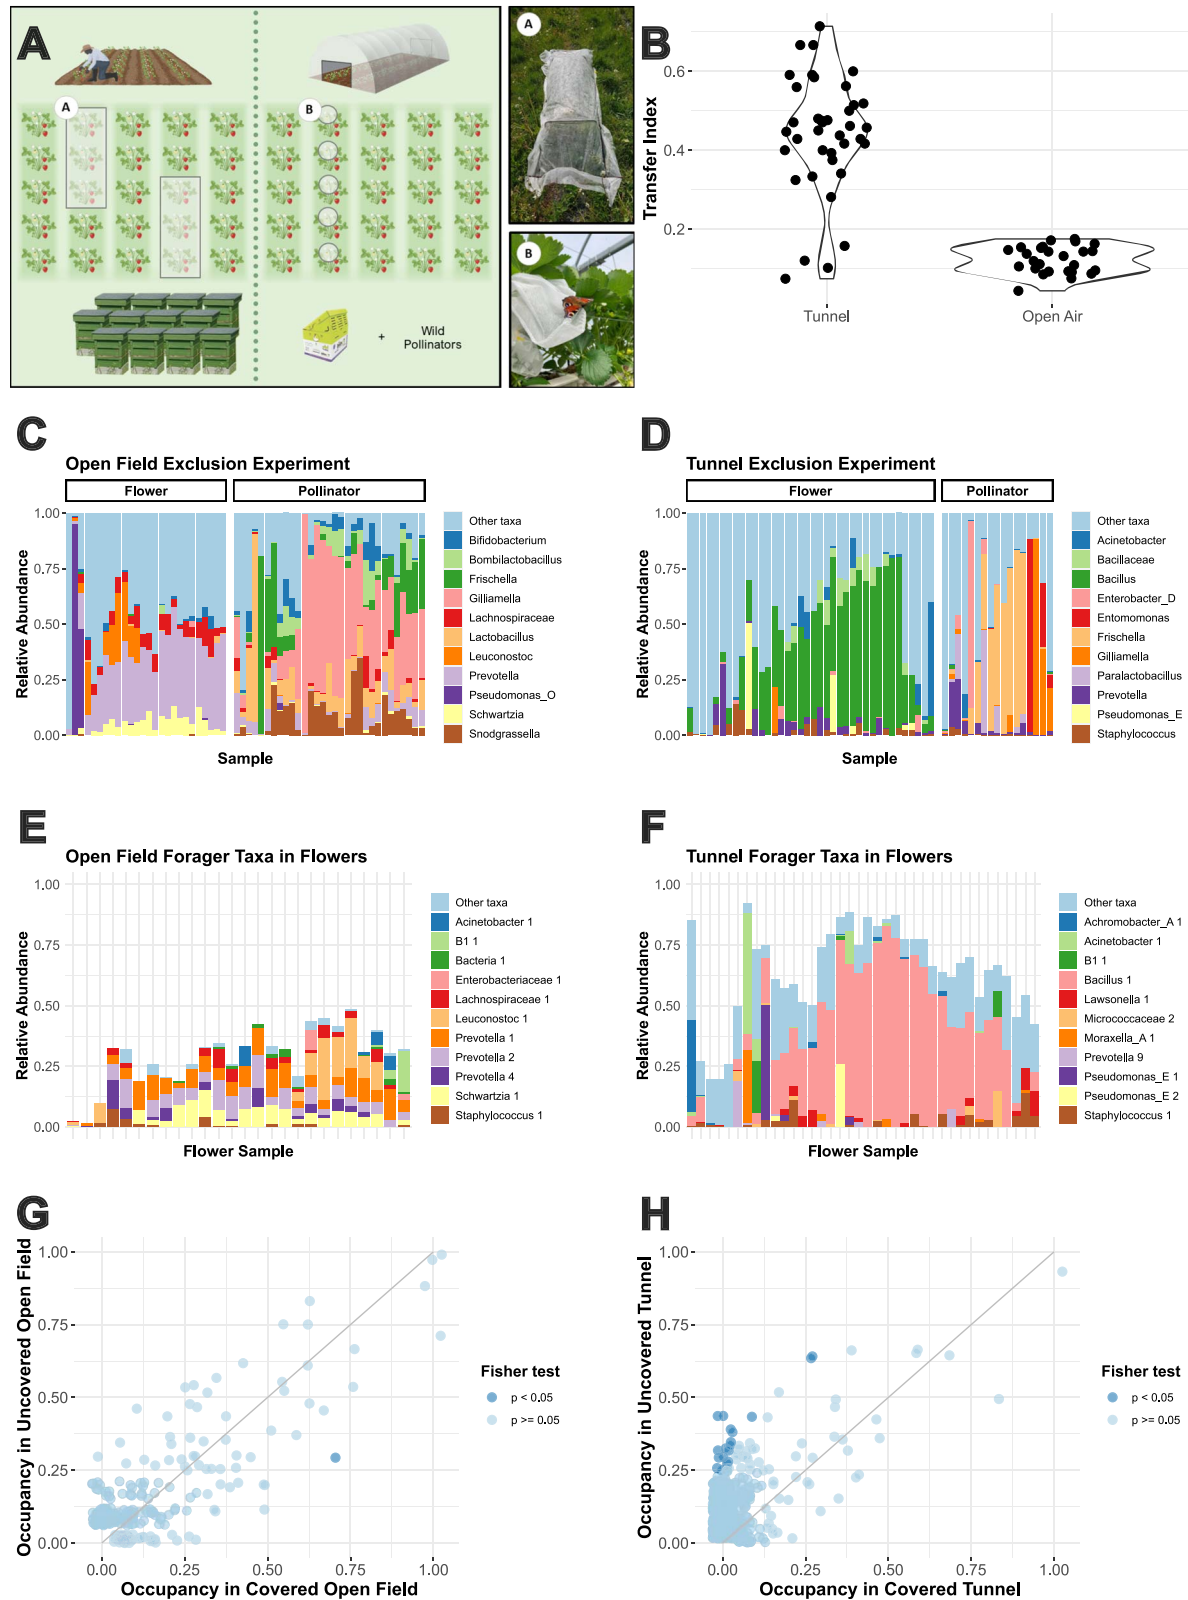 A
A
B
+ Wild
Pollinators
A
B
B
Transfer Index
0.6
0.4
0.2
Tunnel
Open Air
C
Open Field Exclusion Experiment
Flower
Pollinator
Relative Abundance
1.00
0.75
0.50
0.25
0.00
Sample
Other taxa
Bifidobacterium
Bombilactobacillus
Frischella
Gilliamella
Lachnospiraceae
Lactobacillus
Leuconostoc
Prevotella
Pseudomonas_O
Schwartzia
Snodgrassella
D
Tunnel Exclusion Experiment
Flower
Pollinator
Relative Abundance
1.00
0.75
0.50
0.25
0.00
Sample
Other taxa
Acinetobacter
Bacillaceae
Bacillus
Enterobacter_D
Entomomonas
Frischella
Gilliamella
Paralactobacillus
Prevotella
Pseudomonas_E
Staphylococcus
E
Open Field Forager Taxa in Flowers
Relative Abundance
1.00
0.75
0.50
0.25
0.00
Flower Sample
Other taxa
Acinetobacter 1
B1 1
Bacteria 1
Enterobacteriaceae 1
Lachnospiraceae 1
Leuconostoc 1
Prevotella 1
Prevotella 2
Prevotella 4
Schwartzia 1
Staphylococcus 1
F
Tunnel Forager Taxa in Flowers
Relative Abundance
1.00
0.75
0.50
0.25
0.00
Flower Sample
Other taxa
Achromobacter_A 1
Acinetobacter 1
B1 1
Bacillus 1
Lawsonella 1
Micrococcaceae 2
Moraxella_A 1
Prevotella 9
Pseudomonas_E 1
Pseudomonas_E 2
Staphylococcus 1
G
Occupancy in Uncovered Open Field
1.00
0.75
0.50
0.25
0.00
0.00 0.25 0.50 0.75 1.00
Occupancy in Covered Open Field
Fisher test
p < 0.05
p >= 0.05
H
Occupancy in Uncovered Tunnel
1.00
0.75
0.50
0.25
0.00
0.00 0.25 0.50 0.75 1.00
Occupancy in Covered Tunnel
Fisher test
p < 0.05
p >= 0.05